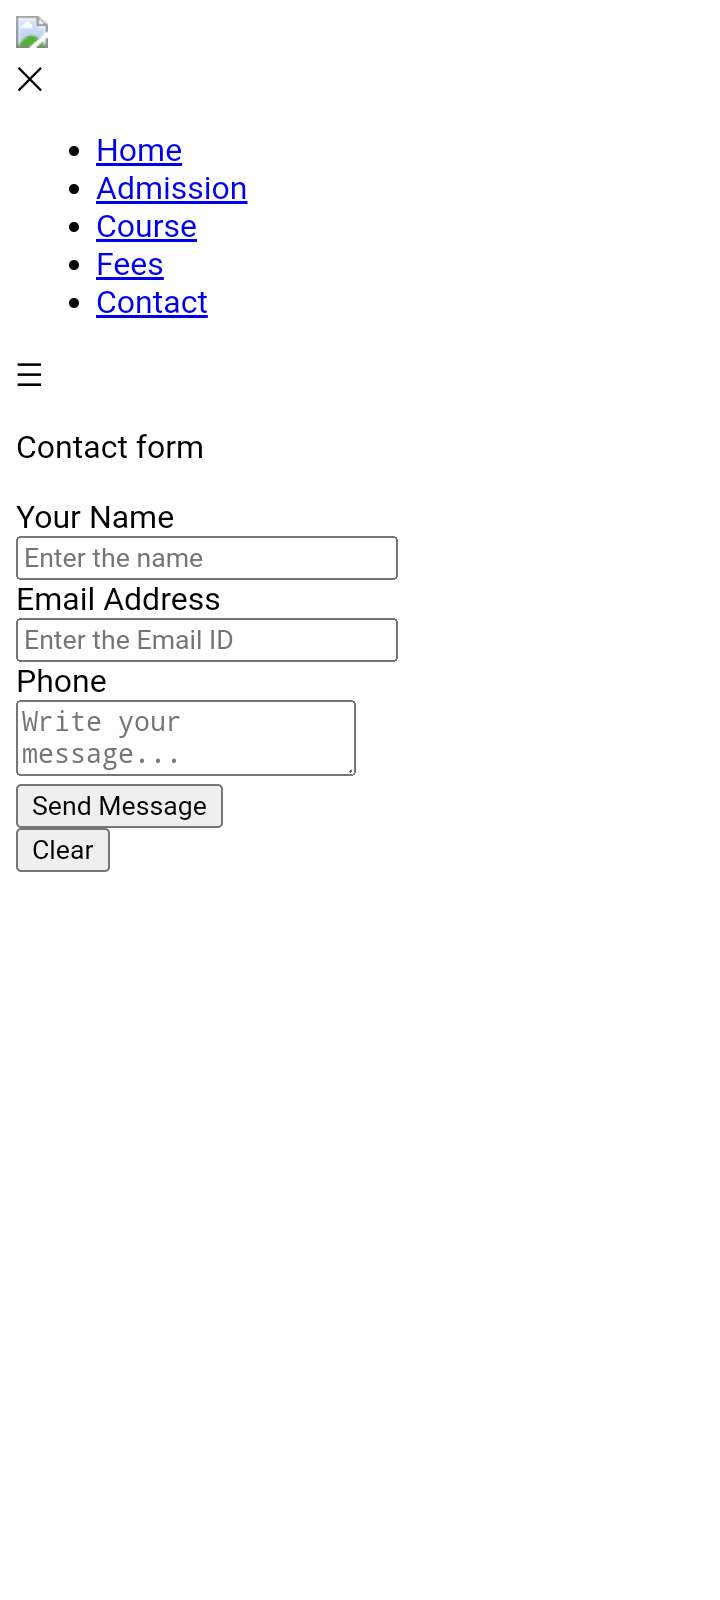 Home
Admission
Course
Fees
Contact
Contact form
Your Name
Enter the name
Email Address
Enter the Email ID
Phone
Write your
message...
Send Message
Clear